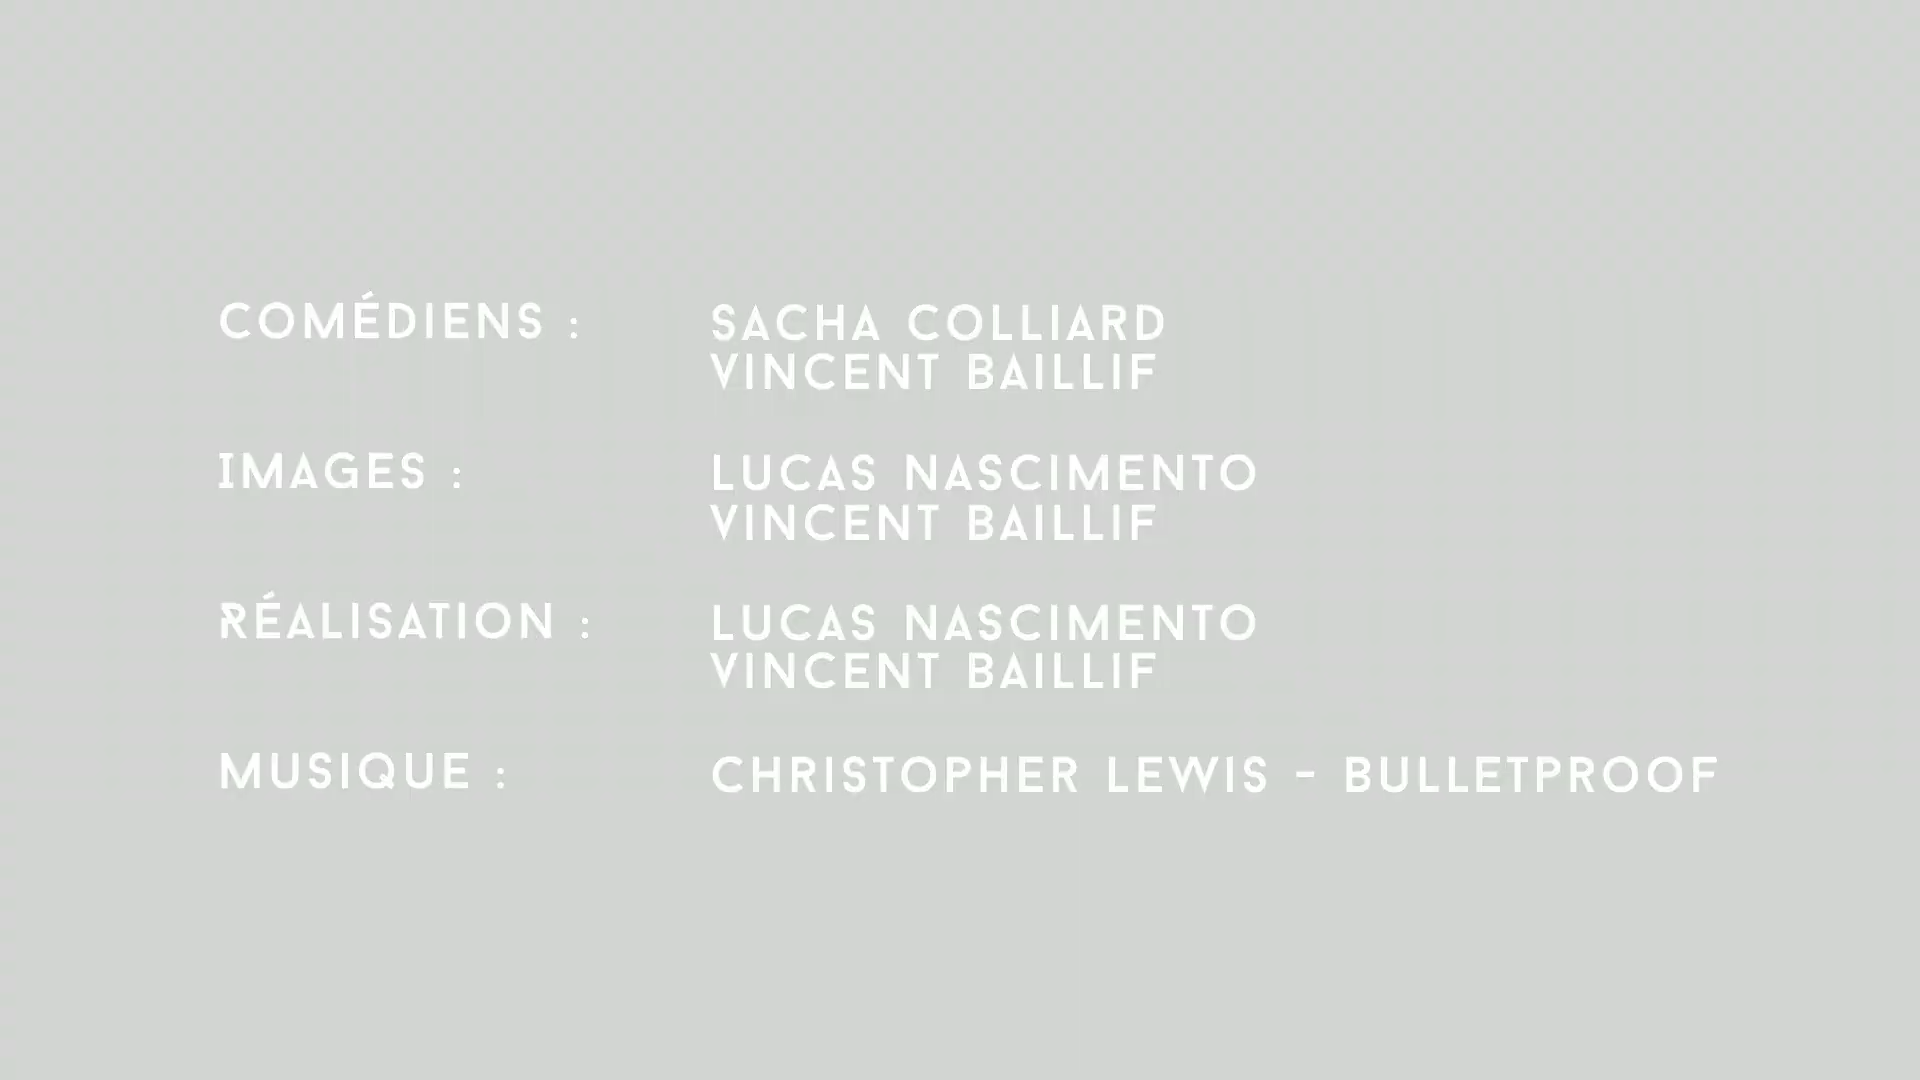 COMÉDIENS : SACHA COLLIARD
VINCENT BAILLIF
IMAGES : LUCAS NASCIMENTO
VINCENT BAILLIF
RÉALISATION : LUCAS NASCIMENTO
VINCENT BAILLIF
MUSIQUE : CHRISTOPHER LEWIS - BULLETPROOF